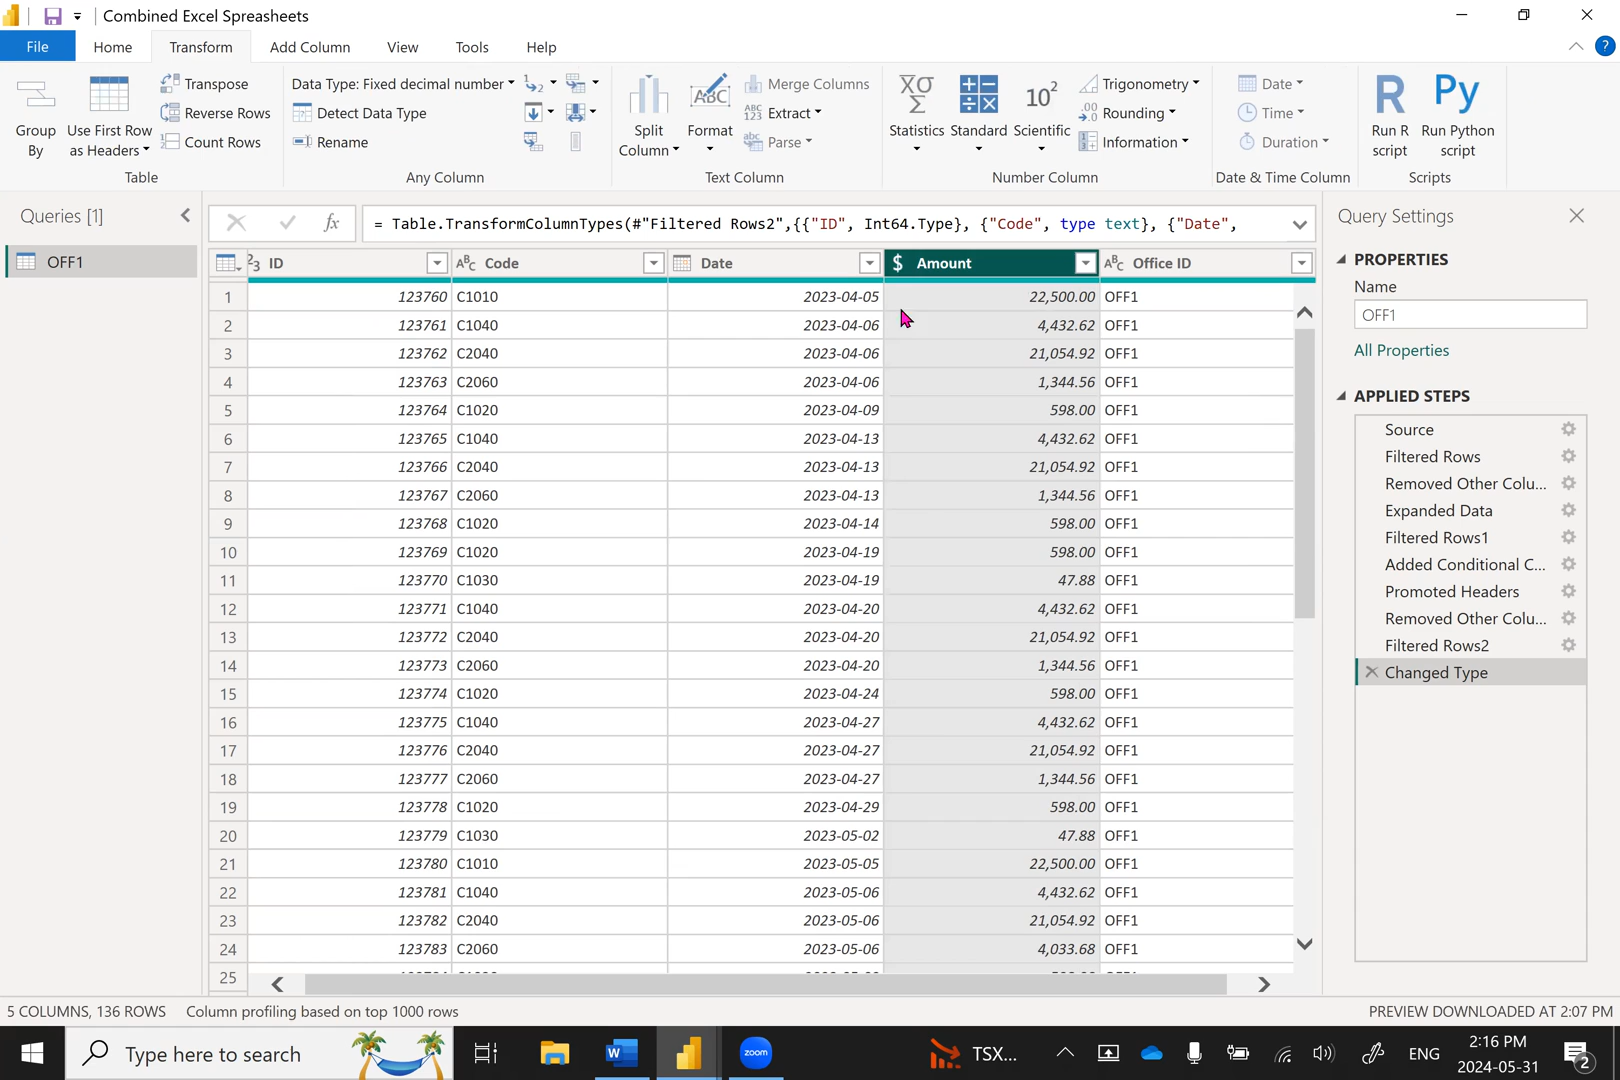 Combined Excel Spresheets
File Home Transform Add Column View Tools Help
Group
By
Use First Row
as Headers
Transpose
Reverse Rows
Count Rows
Table
Data Type: Fixed decimal number
Detect Data Type
Rename
Any Column
Split
Column
Format
Merge Columns
Extract
Parse
Text Column
Statistics
Standard
Scientific
Trigonometry
Rounding
Information
Number Column
Date
Time
Duration
Date & Time Column
Run R
script
Run Python
script
Scripts
Queries [1]
OFF1
= Table.TransformColumnTypes(#"Filtered Rows2",{{"ID", Int64.Type}, {"Code", type text}, {"Date",
ID Code Date Amount Office ID
1 123760 C1010 2023-04-05 22,500.00 OFF1
2 123761 C1040 2023-04-06 4,432.62 OFF1
3 123762 C2040 2023-04-06 21,054.92 OFF1
4 123763 C2060 2023-04-06 1,344.56 OFF1
5 123764 C1020 2023-04-09 598.00 OFF1
6 123765 C1040 2023-04-13 4,432.62 OFF1
7 123766 C2040 2023-04-13 21,054.92 OFF1
8 123767 C2060 2023-04-13 1,344.56 OFF1
9 123768 C1020 2023-04-14 598.00 OFF1
10 123769 C1020 2023-04-19 598.00 OFF1
11 123770 C1030 2023-04-19 47.88 OFF1
12 123771 C1040 2023-04-20 4,432.62 OFF1
13 123772 C2040 2023-04-20 21,054.92 OFF1
14 123773 C2060 2023-04-20 1,344.56 OFF1
15 123774 C1020 2023-04-24 598.00 OFF1
16 123775 C1040 2023-04-27 4,432.62 OFF1
17 123776 C2040 2023-04-27 21,054.92 OFF1
18 123777 C2060 2023-04-27 1,344.56 OFF1
19 123778 C1020 2023-04-29 598.00 OFF1
20 123779 C1030 2023-05-02 47.88 OFF1
21 123780 C1010 2023-05-05 22,500.00 OFF1
22 123781 C1040 2023-05-06 4,432.62 OFF1
23 123782 C2040 2023-05-06 21,054.92 OFF1
24 123783 C2060 2023-05-06 4,033.68 OFF1
25
Query Settings
PROPERTIES
Name
OFF1
All Properties
APPLIED STEPS
Source
Filtered Rows
Removed Other Colu...
Expanded Data
Filtered Rows1
Added Conditional C...
Promoted Headers
Removed Other Colu...
Filtered Rows2
Changed Type
5 COLUMNS, 136 ROWS Column profiling based on top 1000 rows PREVIEW DOWNLOADED AT 2:07 PM
Type here to search
zoom
TSX...
ENG
2:16 PM
2024-05-31
2